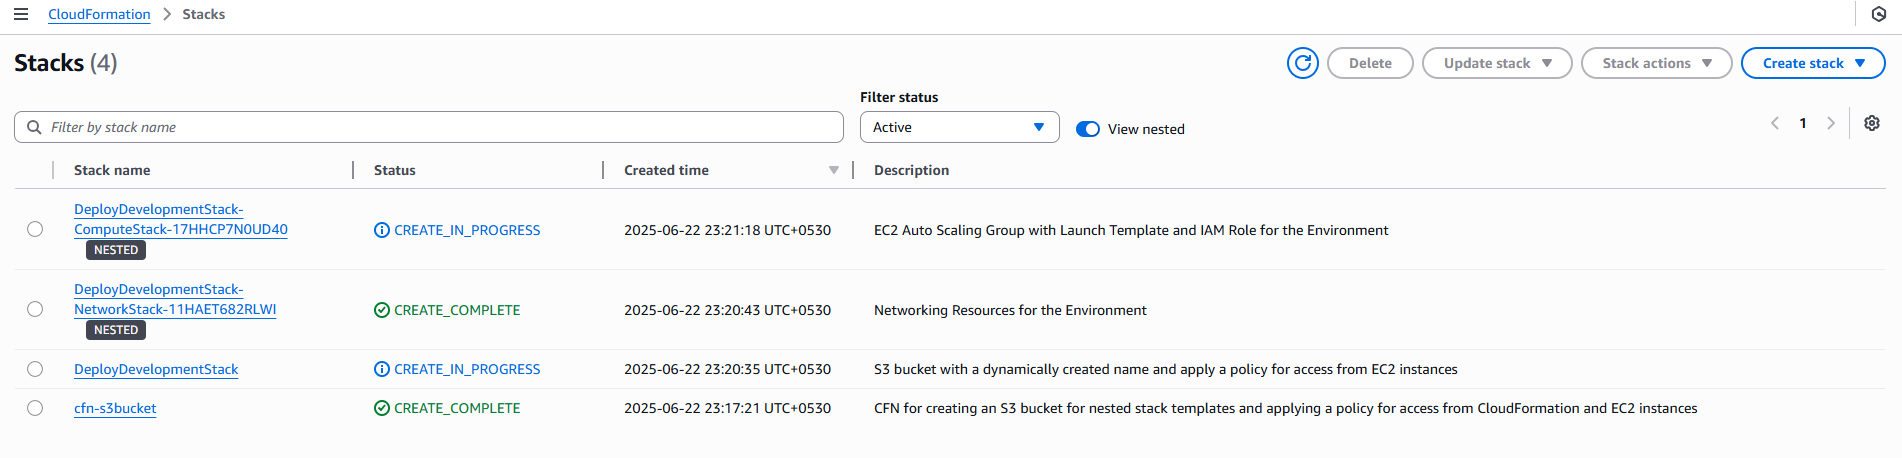 CloudFormation > Stacks
Stacks (4)
Delete
Update stack
Stack actions
Create stack
Filter by stack name
Filter status
Active
View nested
1
Stack name Status Created time Description
DeployDevelopmentStack-
ComputeStack-17HHCP7N0UD40
NESTED
CREATE_IN_PROGRESS
2025-06-22 23:21:18 UTC+0530
EC2 Auto Scaling Group with Launch Template and IAM Role for the Environment
DeployDevelopmentStack-
NetworkStack-11HAET682RLWI
NESTED
CREATE_COMPLETE
2025-06-22 23:20:43 UTC+0530
Networking Resources for the Environment
DeployDevelopmentStack
CREATE_IN_PROGRESS
2025-06-22 23:20:35 UTC+0530
S3 bucket with a dynamically created name and apply a policy for access from EC2 instances
cfn-s3bucket
CREATE_COMPLETE
2025-06-22 23:17:21 UTC+0530
CFN for creating an S3 bucket for nested stack templates and applying a policy for access from CloudFormation and EC2 instances